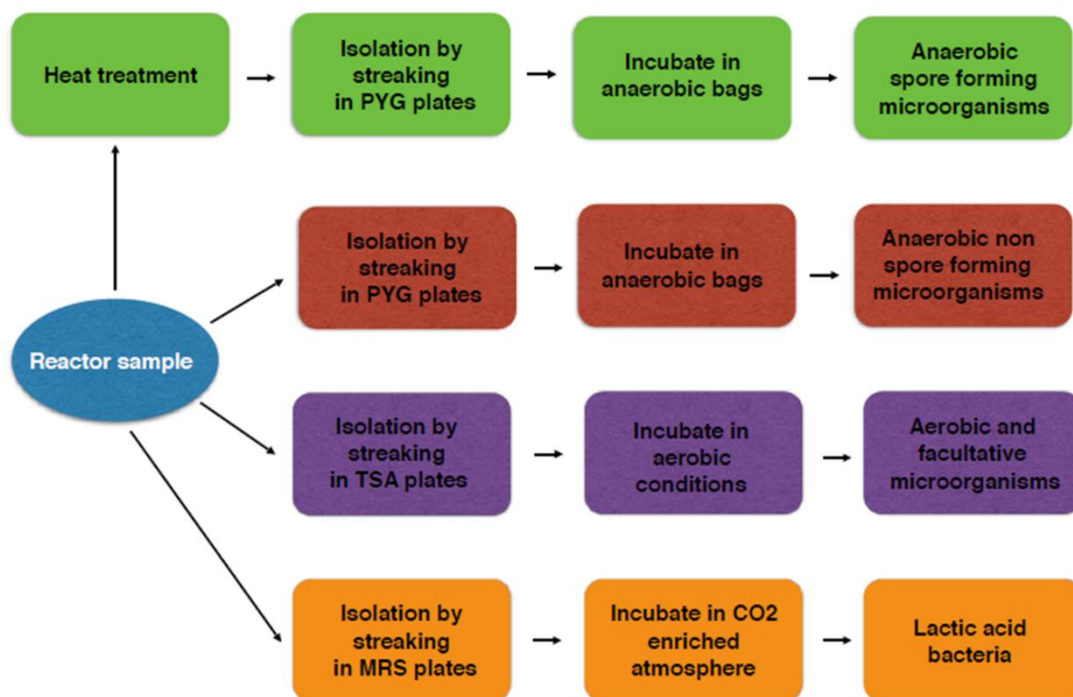 Heat treatment
Isolation by
streaking
in PYG plates
Incubate in
anaerobic bags
Anaerobic
spore forming
microorganisms
Isolation by
streaking
in PYG plates
Incubate in
anaerobic bags
Anaerobic non
spore forming
microorganisms
Reactor sample
Isolation by
streaking
in TSA plates
Incubate in
aerobic
conditions
Aerobic and
facultative
microorganisms
Isolation by
streaking
in MRS plates
Incubate in CO2
enriched
atmosphere
Lactic acid
bacteria